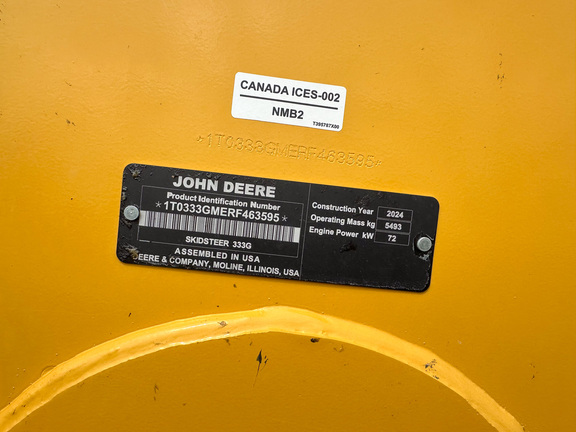 CANADA ICES-002
NMB2
T395787X06
*1T0333GMERF463595*
JOHN DEERE
Product Identification Number
*1T0333GMERF463595*
SKIDSTEER 333G
ASSEMBLED IN USA
DEERE & COMPANY, MOLINE, ILLINOIS, USA
Construction Year 2024
Operating Mass kg 5493
Engine Power kW 72